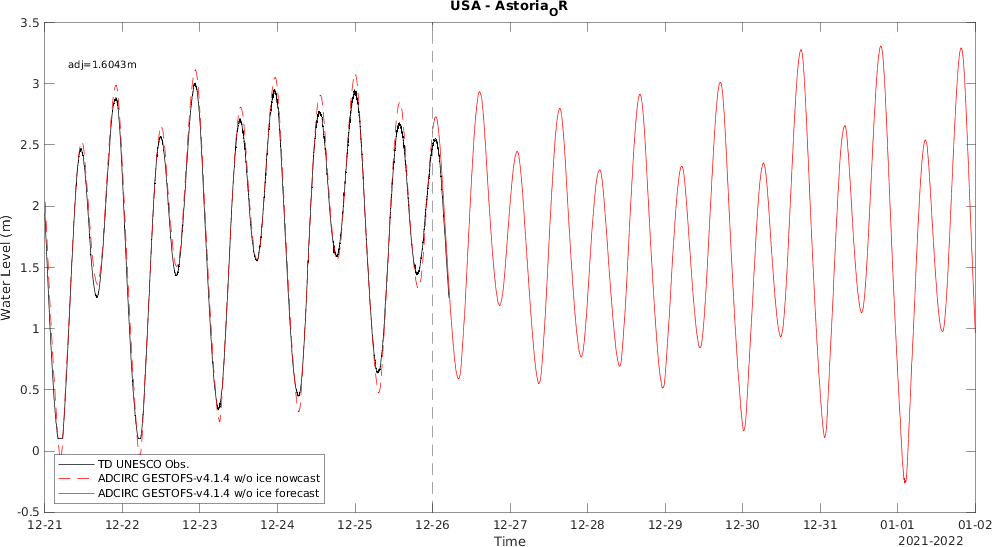 USA - Astoria_OR
3.5
adj=1.6043m
3
2.5
2
1.5
1
0.5
0
-0.5
Water Level (m)
TD UNESCO Obs.
ADCIRC GESTOFS-v4.1.4 w/o ice nowcast
ADCIRC GESTOFS-v4.1.4 w/o ice forecast
12-21 12-22 12-23 12-24 12-25 12-26 12-27 12-28 12-29 12-30 12-31 01-01 01-02
Time
2021-2022